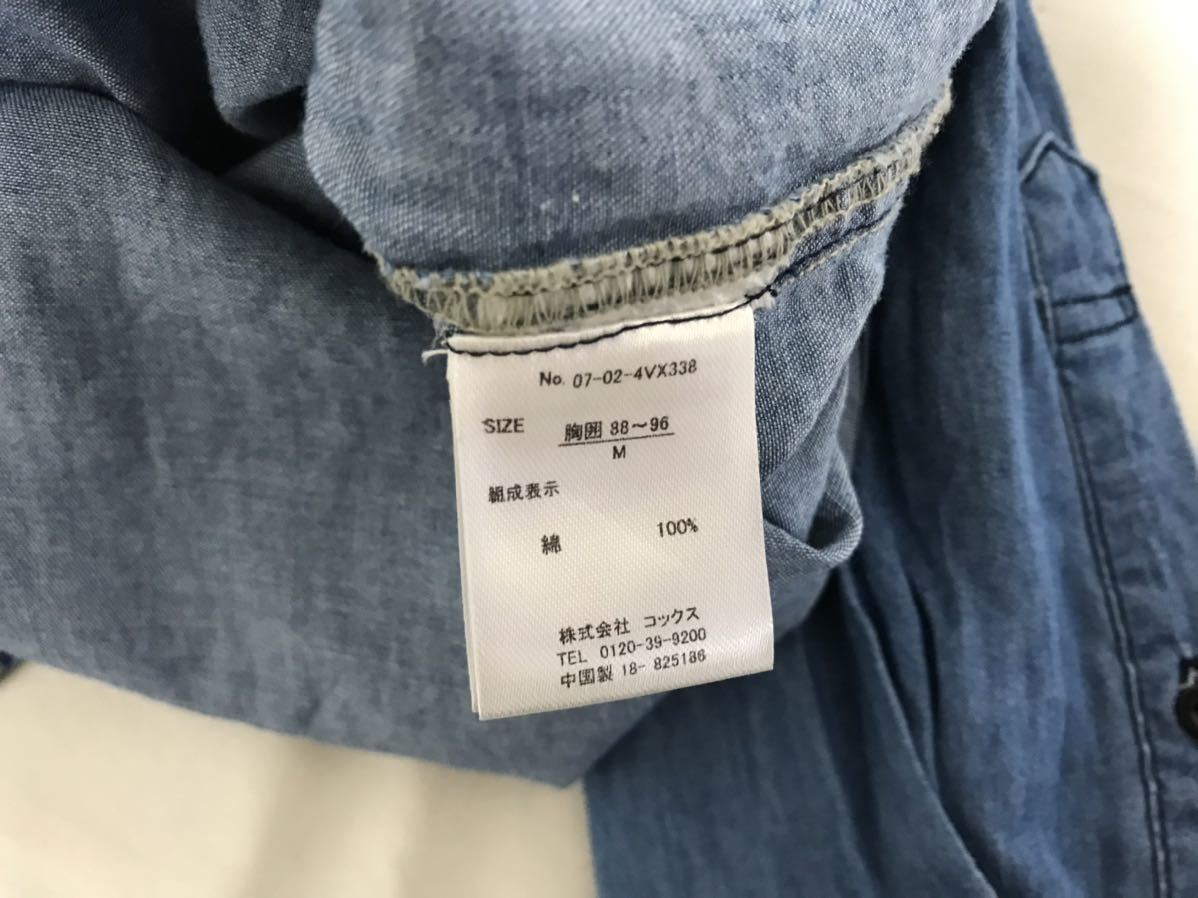 No. 07-02-4VX338
SIZE 胸囲 88～96
M
組成表示
綿 100%
株式会社 コックス
TEL 0120-39-9200
中国製 18- 825186